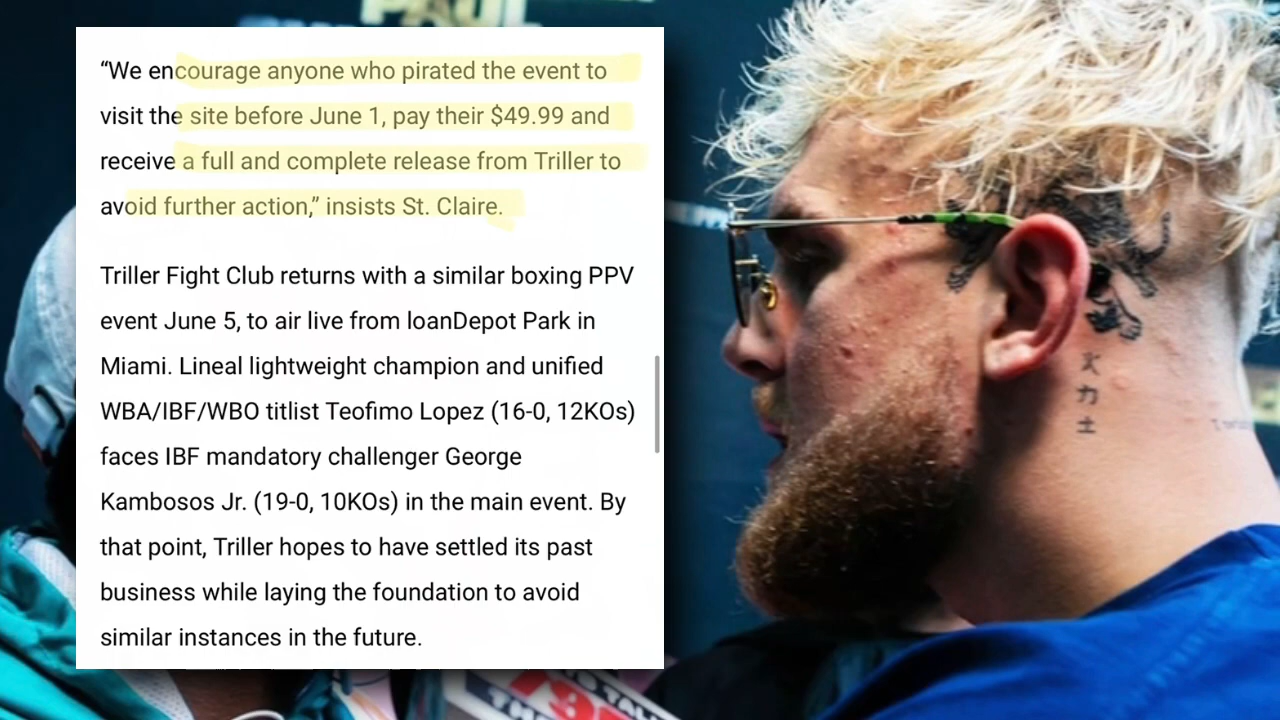 PAUL
“We encourage anyone who pirated the event to
visit the site before June 1, pay their $49.99 and
receive a full and complete release from Triller to
avoid further action,” insists St. Claire.
Triller Fight Club returns with a similar boxing PPV
event June 5, to air live from loanDepot Park in
Miami. Lineal lightweight champion and unified
WBA/IBF/WBO titlist Teofimo Lopez (16-0, 12KOs)
faces IBF mandatory challenger George
Kambosos Jr. (19-0, 10KOs) in the main event. By
that point, Triller hopes to have settled its past
business while laying the foundation to avoid
similar instances in the future.
火
力
士